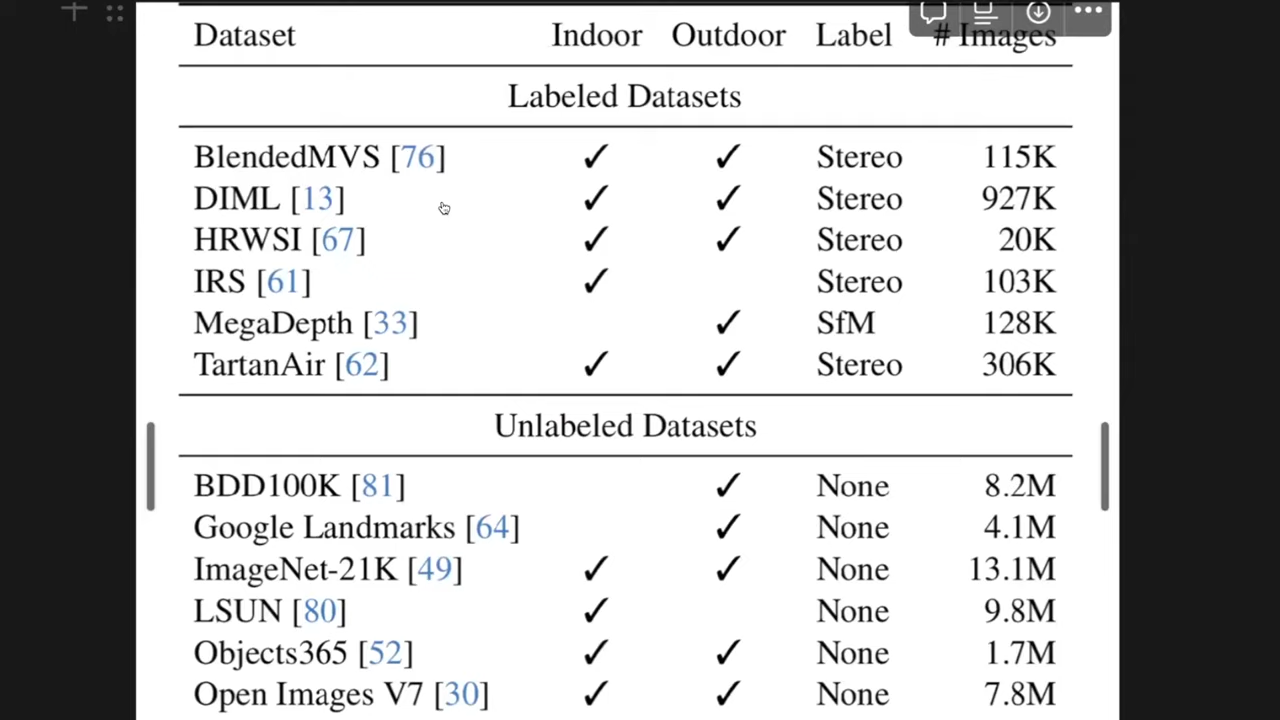 Dataset Indoor Outdoor Label # Images
Labeled Datasets
BlendedMVS [76] ✓ ✓ Stereo 115K
DIML [13] ✓ ✓ Stereo 927K
HRWSI [67] ✓ ✓ Stereo 20K
IRS [61] ✓ Stereo 103K
MegaDepth [33] ✓ SfM 128K
TartanAir [62] ✓ ✓ Stereo 306K
Unlabeled Datasets
BDD100K [81] ✓ None 8.2M
Google Landmarks [64] ✓ None 4.1M
ImageNet-21K [49] ✓ ✓ None 13.1M
LSUN [80] ✓ None 9.8M
Objects365 [52] ✓ ✓ None 1.7M
Open Images V7 [30] ✓ ✓ None 7.8M